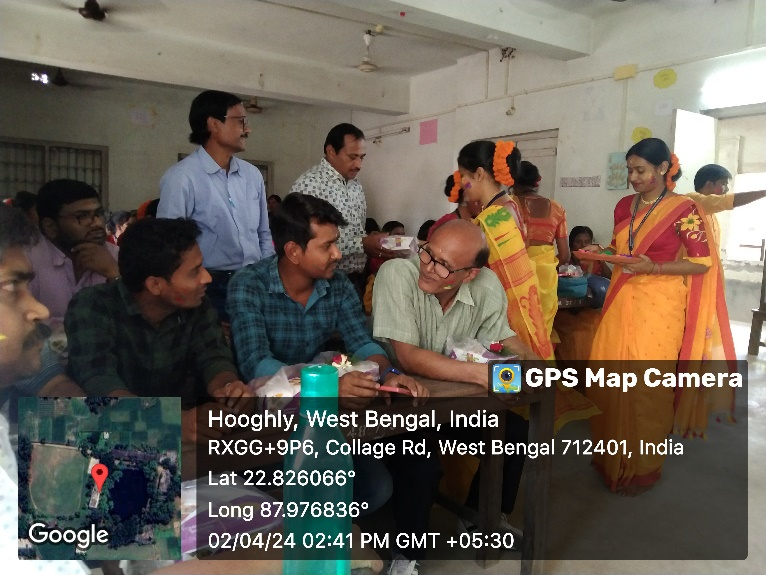 GPS Map Camera
Hooghly, West Bengal, India
RXGG+9P6, Collage Rd, West Bengal 712401, India
Lat 22.826066°
Long 87.976836°
02/04/24 02:41 PM GMT +05:30
Google